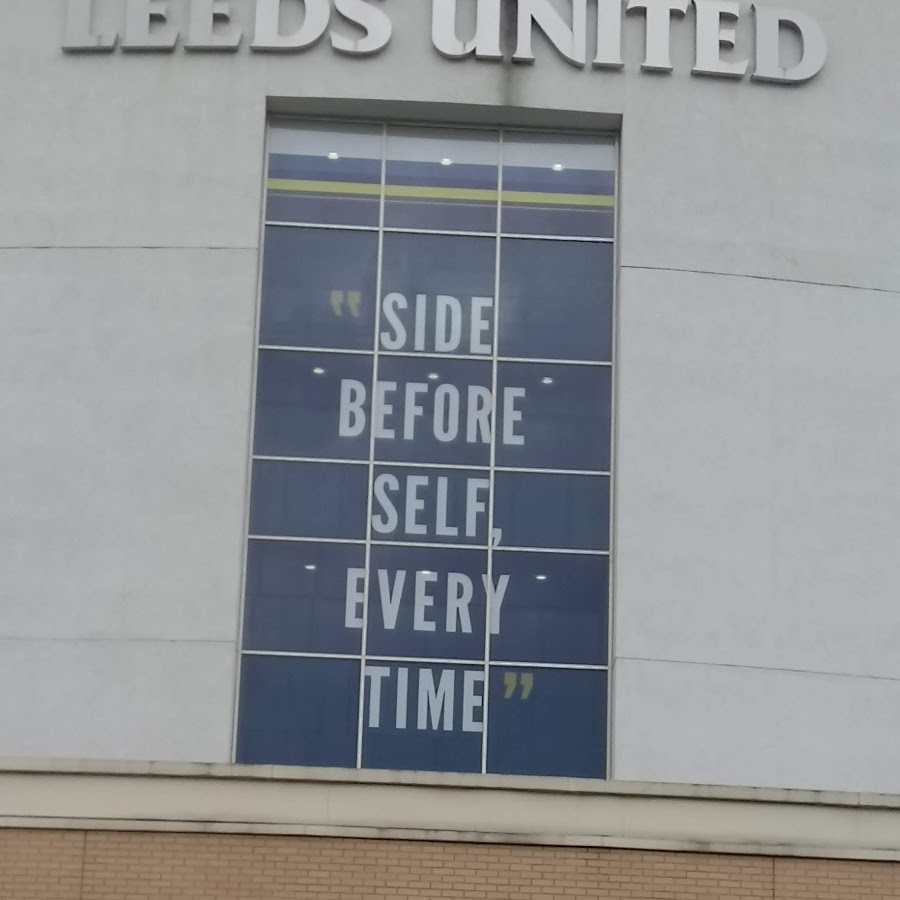 LEEDS UNITED
"SIDE
BEFORE
SELF,
EVERY
TIME"